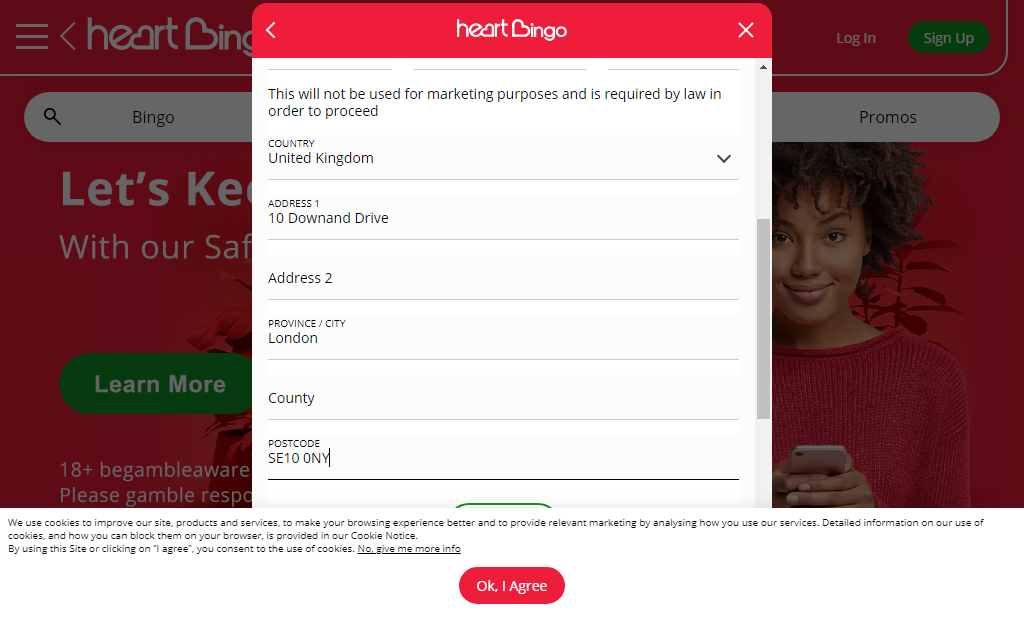 heart Bingo
heart Bing
Log In
Sign Up
Bingo
Promos
Let's Kee
With our Saf
Learn More
18+ begambleaware
Please gamble respo
This will not be used for marketing purposes and is required by law in
order to proceed
COUNTRY
United Kingdom
ADDRESS 1
10 Downand Drive
Address 2
PROVINCE / CITY
London
County
POSTCODE
SE10 0NY
We use cookies to improve our site, products and services, to make your browsing experience better and to provide relevant marketing by analysing how you use our services. Detailed information on our use of
cookies, and how you can block them on your browser, is provided in our Cookie Notice.
By using this Site or clicking on "I agree", you consent to the use of cookies. No, give me more info
Ok, I Agree